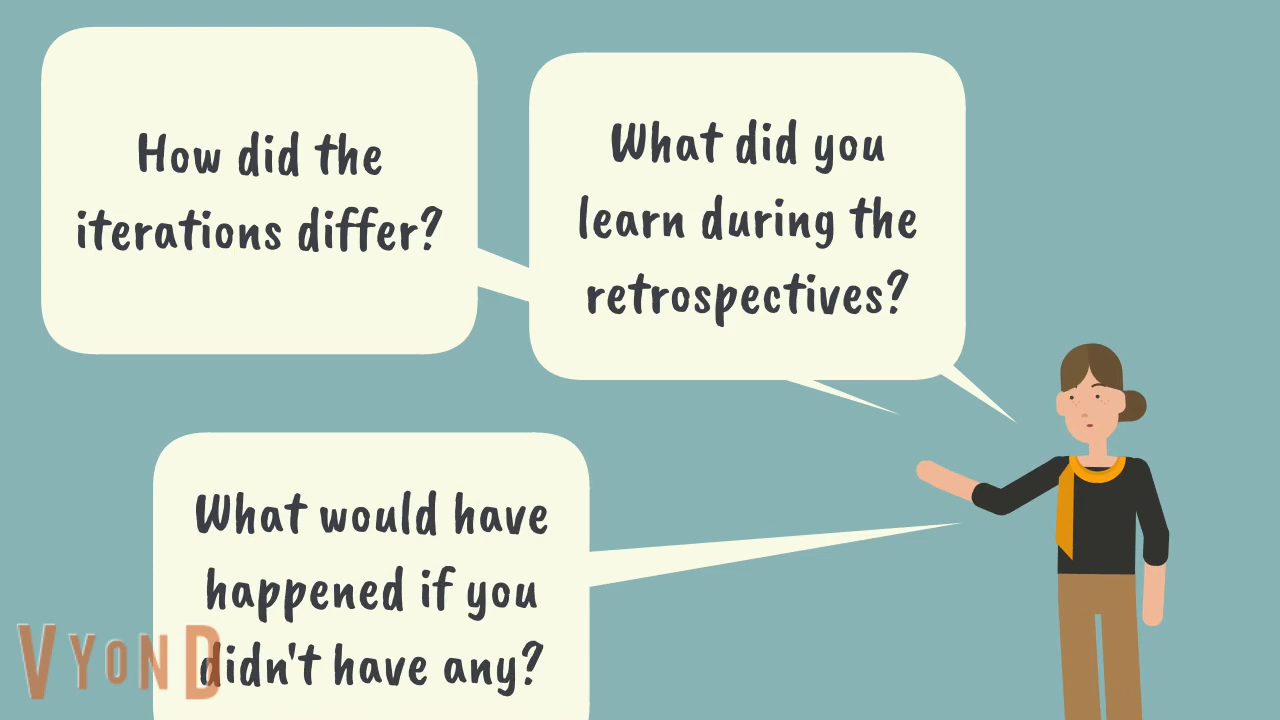 How did the
iterations differ?
What did you
learn during the
retrospectives?
What would have
happened if you
didn't have any?
VYOND